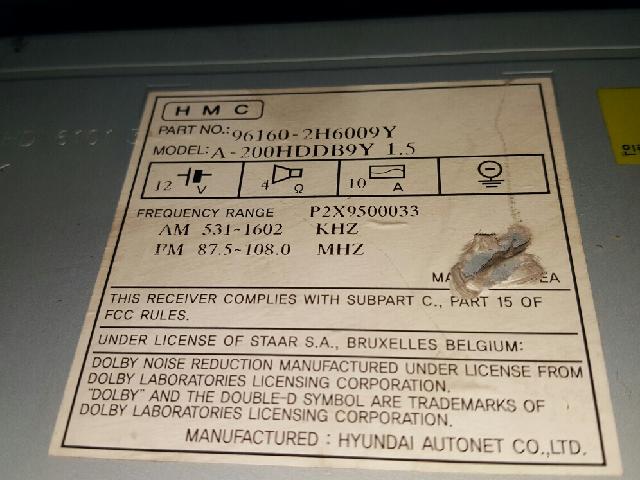 HMC
PART NO.: 96160-2H6009Y
MODEL: A-200HDDB9Y 1.5
12 V 4 Ω 10 A
FREQUENCY RANGE P2X9500033
AM 531~1602 KHZ
FM 87.5~108.0 MHZ
THIS RECEIVER COMPLIES WITH SUBPART C., PART 15 OF
FCC RULES.
UNDER LICENSE OF STAAR S.A., BRUXELLES BELGIUM:
DOLBY NOISE REDUCTION MANUFACTURED UNDER LICENSE FROM
DOLBY LABORATORIES LICENSING CORPORATION.
"DOLBY" AND THE DOUBLE-D SYMBOL ARE TRADEMARKS OF
DOLBY LABORATORIES LICENSING CORPORATION.
MANUFACTURED : HYUNDAI AUTONET CO.,LTD.